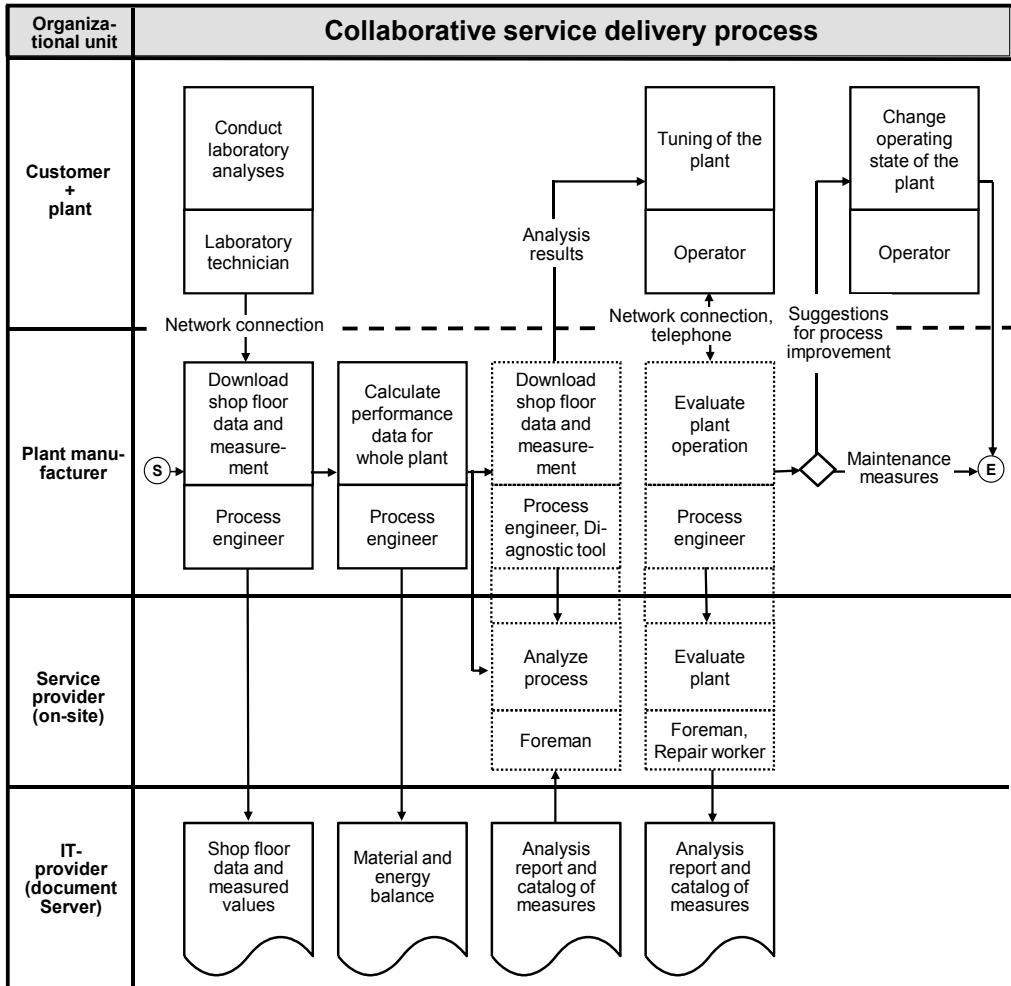 Organiza-
tional unit
Collaborative service delivery process
Customer
+
plant
Conduct
laboratory
analyses
Laboratory
technician
Tuning of the
plant
Operator
Change
operating
state of the
plant
Operator
Analysis
results
Network connection
Network connection,
telephone
Suggestions
for process
improvement
Plant manu-
facturer
S
Download
shop floor
data and
measure-
ment
Process
engineer
Calculate
performance
data for
whole plant
Process
engineer
Download
shop floor
data and
measure-
ment
Process
engineer, Di-
agnostic tool
Evaluate
plant
operation
Process
engineer
Maintenance
measures
E
Service
provider
(on-site)
Analyze
process
Foreman
Evaluate
plant
Foreman,
Repair worker
IT-
provider
(document
Server)
Shop floor
data and
measured
values
Material and
energy
balance
Analysis
report and
catalog of
measures
Analysis
report and
catalog of
measures